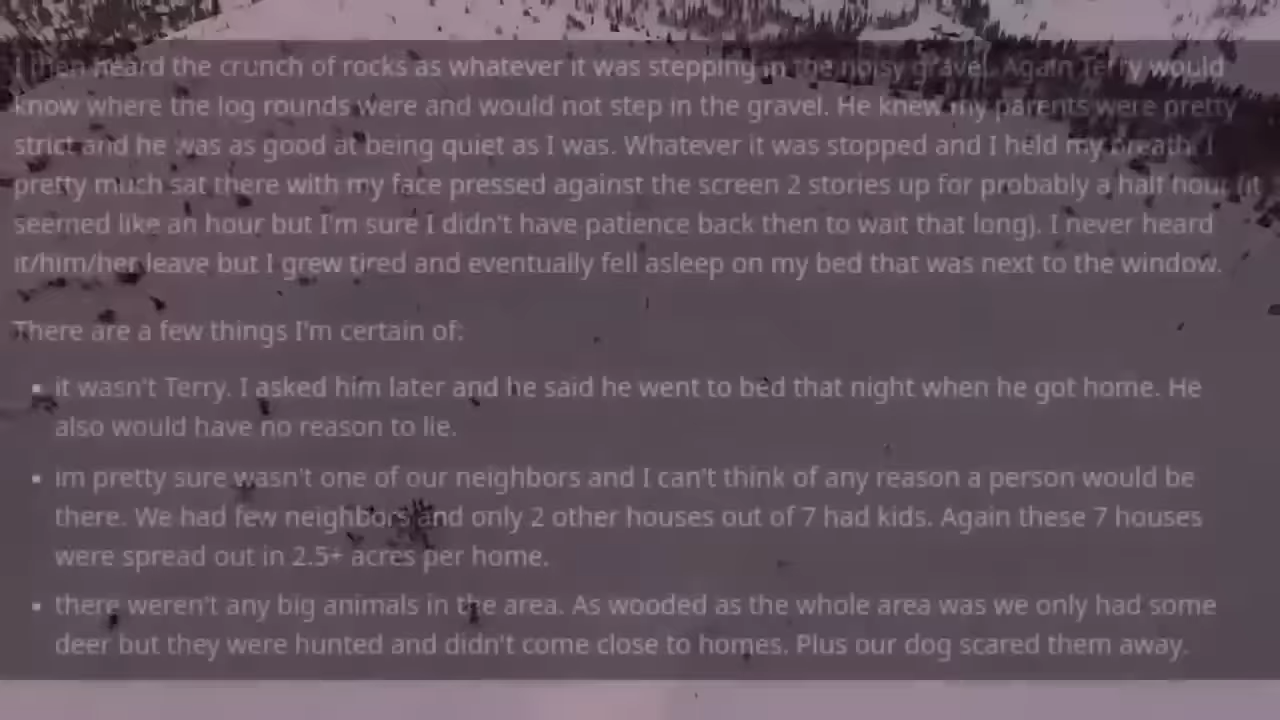 I then heard the crunch of rocks as whatever it was stepping in the noisy gravel. Again Terry would
know where the log rounds were and would not step in the gravel. He knew my parents were pretty
strict and he was as good at being quiet as I was. Whatever it was stopped and I held my breath. I
pretty much sat there with my face pressed against the screen 2 stories up for probably a half hour (it
seemed like an hour but I'm sure I didn't have patience back then to wait that long). I never heard
it/him/her leave but I grew tired and eventually fell asleep on my bed that was next to the window.
There are a few things I'm certain of:
▪ it wasn't Terry. I asked him later and he said he went to bed that night when he got home. He
also would have no reason to lie.
▪ im pretty sure wasn't one of our neighbors and I can't think of any reason a person would be
there. We had few neighbors and only 2 other houses out of 7 had kids. Again these 7 houses
were spread out in 2.5+ acres per home.
▪ there weren't any big animals in the area. As wooded as the whole area was we only had some
deer but they were hunted and didn't come close to homes. Plus our dog scared them away.